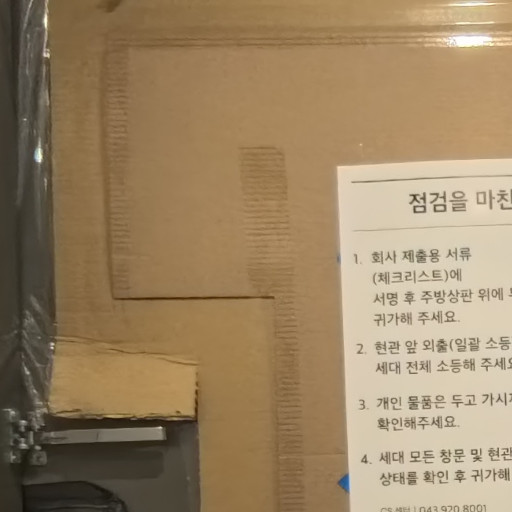 점검을 마친
1. 회사 제출용 서류
(체크리스트)에
서명 후 주방상판 위에
귀가해 주세요.
2. 현관 앞 외출(일괄 소등
세대 전체 소등해 주세요
3. 개인 물품은 두고 가시지
확인해주세요.
4. 세대 모든 창문 및 현관
상태를 확인 후 귀가해
CS 센터 | 043.920.8001